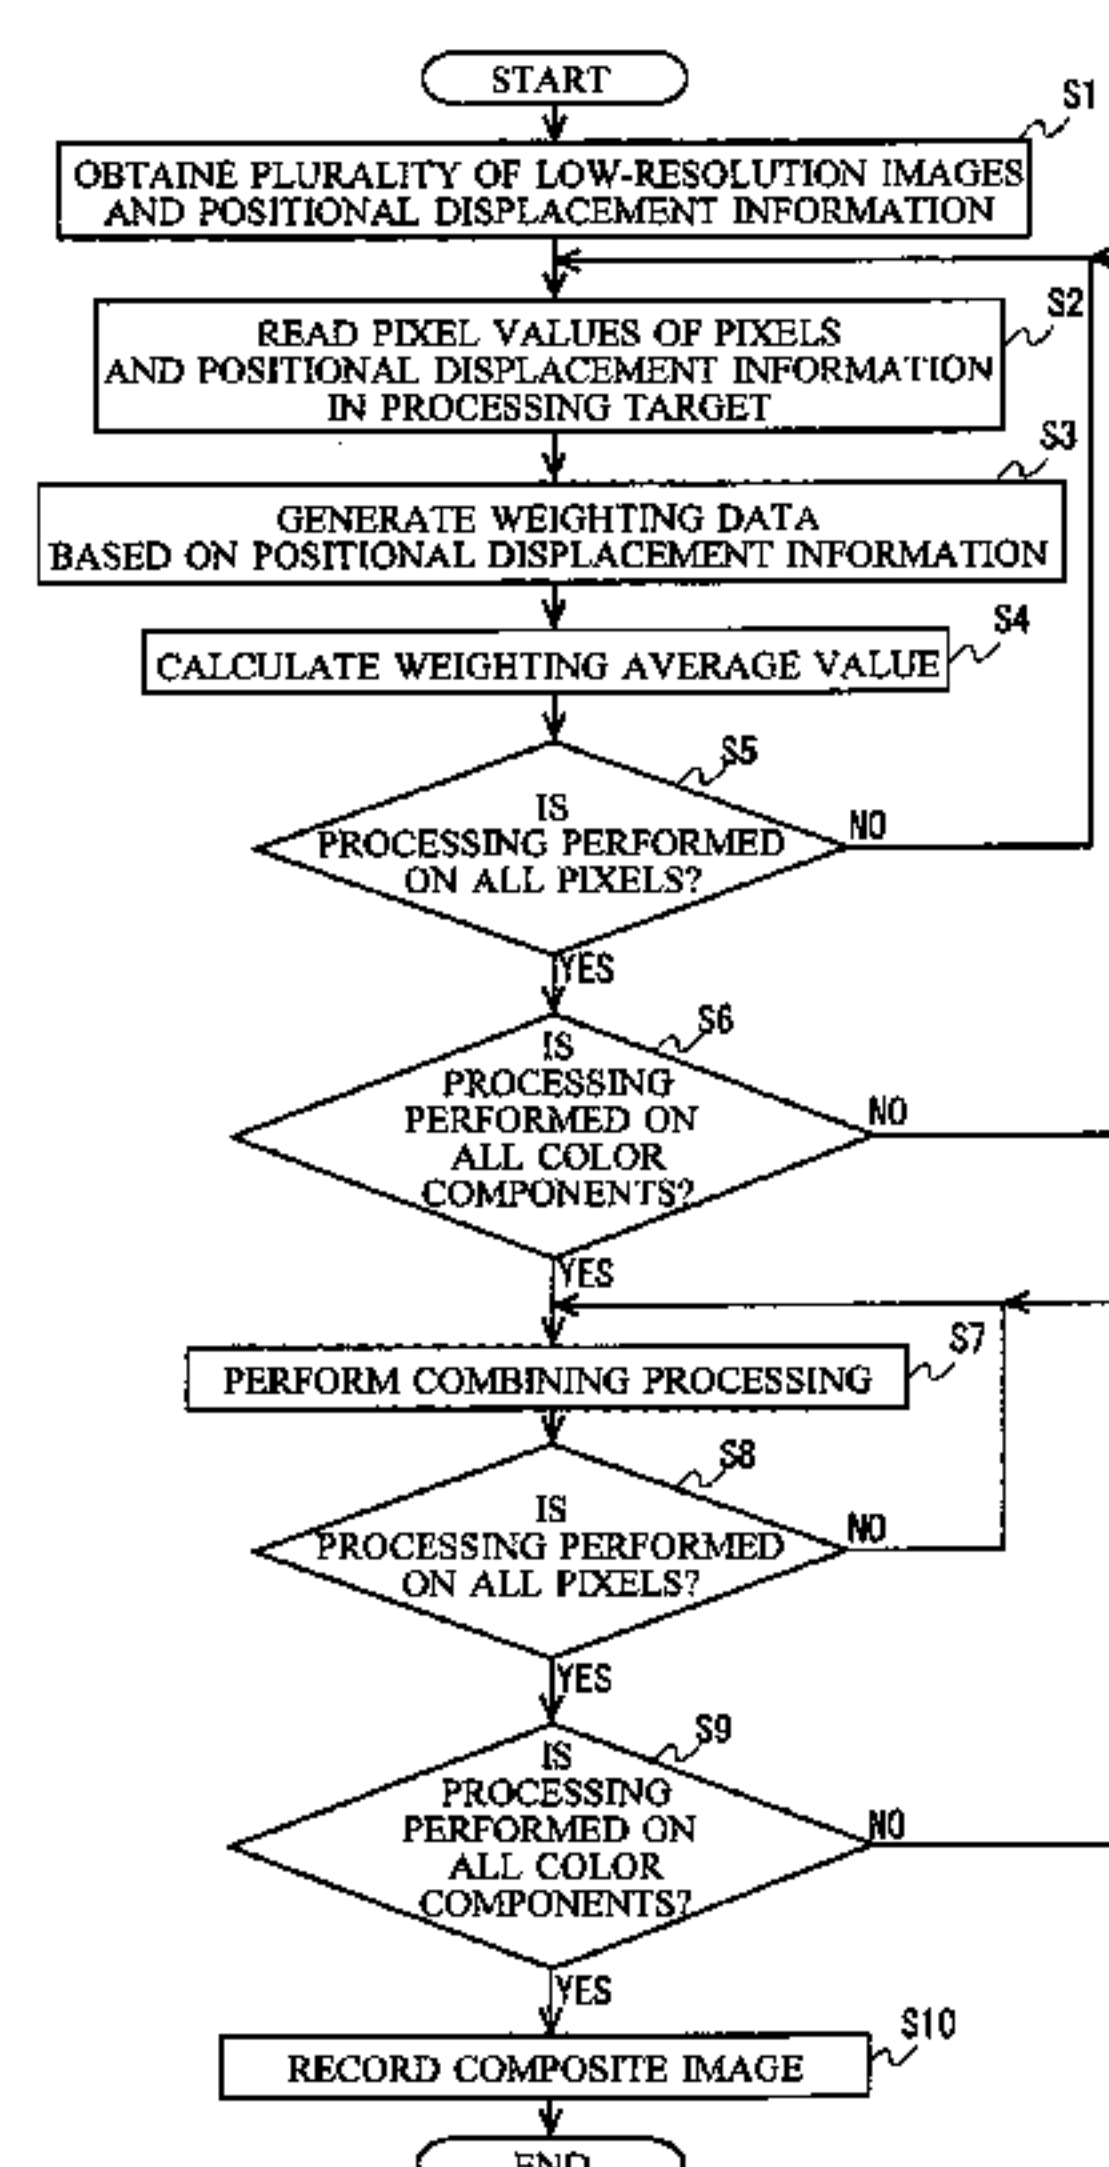 START
S1
OBTAINE PLURALITY OF LOW-RESOLUTION IMAGES
AND POSITIONAL DISPLACEMENT INFORMATION
S2
READ PIXEL VALUES OF PIXELS
AND POSITIONAL DISPLACEMENT INFORMATION
IN PROCESSING TARGET
S3
GENERATE WEIGHTING DATA
BASED ON POSITIONAL DISPLACEMENT INFORMATION
S4
CALCULATE WEIGHTING AVERAGE VALUE
S5
IS
PROCESSING PERFORMED
ON ALL PIXELS?
NO
YES
S6
IS
PROCESSING
PERFORMED ON
ALL COLOR
COMPONENTS?
NO
YES
S7
PERFORM COMBINING PROCESSING
S8
IS
PROCESSING PERFORMED
ON ALL PIXELS?
NO
YES
S9
IS
PROCESSING
PERFORMED ON
ALL COLOR
COMPONENTS?
NO
YES
S10
RECORD COMPOSITE IMAGE
END